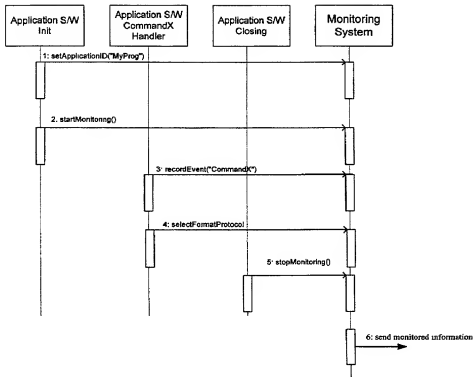 Application S/W
Init
Application S/W
CommandX
Handler
Application S/W
Closing
Monitoring
System
1: setApplicationID("MyProg")
2. startMonitonng()
3· recordEvent("CommandX")
4: selectFormatProtocol
5· stopMonitoring()
6: send monitored information